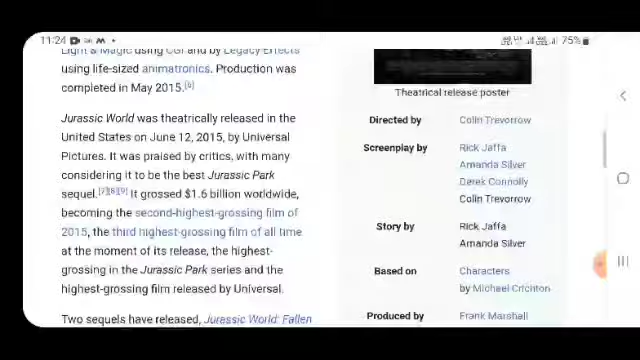 11:24
75%
Light & Magic using CGI and by Legacy Effects
using life-sized animatronics. Production was
completed in May 2015.[6]
Jurassic World was theatrically released in the
United States on June 12, 2015, by Universal
Pictures. It was praised by critics, with many
considering it to be the best Jurassic Park
sequel.[7][8][9] It grossed $1.6 billion worldwide,
becoming the second-highest-grossing film of
2015, the third highest-grossing film of all time
at the moment of its release, the highest-
grossing in the Jurassic Park series and the
highest-grossing film released by Universal.
Two sequels have released, Jurassic World: Fallen
Theatrical release poster
Directed by Colin Trevorrow
Screenplay by Rick Jaffa
Amanda Silver
Derek Connolly
Colin Trevorrow
Story by Rick Jaffa
Amanda Silver
Based on Characters
by Michael Crichton
Produced by Frank Marshall